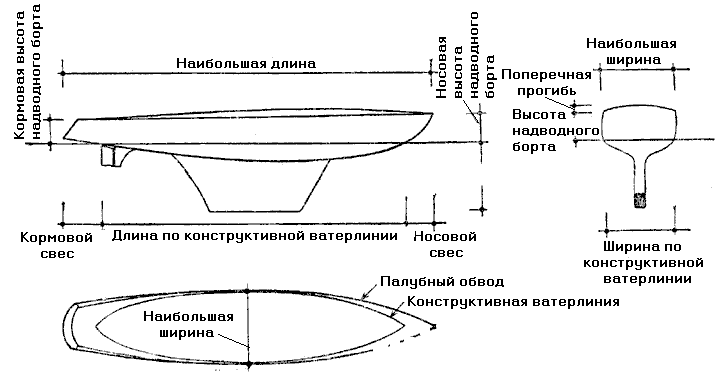 Кормовая высота
надводного борта
Наибольшая длина
Носовая
высота
надводного
борта
Наибольшая
ширина
Поперечная
прогибь
Высота
надводного
борта
Кормовой
свес
Длина по конструктивной ватерлинии
Носовой
свес
Ширина по
конструктивной
ватерлинии
Палубный обвод
Конструктивная ватерлиния
Наибольшая
ширина